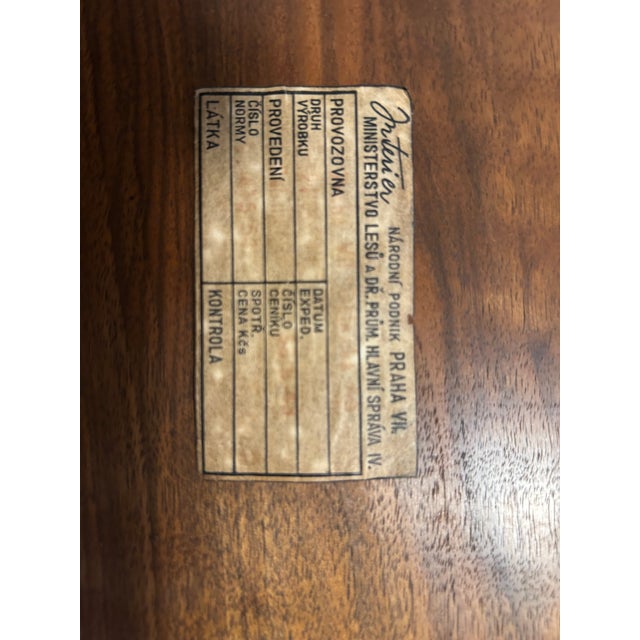 Interier NÁRODNÍ PODNIK PRAHA VII.
MINISTERSTVO LESŮ A DŘ. PRŮM. HLAVNÍ SPRÁVA IV.
PROVOZOVNA
DRUH
VÝROBKU
DATUM
EXPED.
PROVEDENÍ
ČÍSLO
CENIKU
ČÍSLO
NORMY
SPOTŘ.
CENA Kčs
LÁTKA
KONTROLA